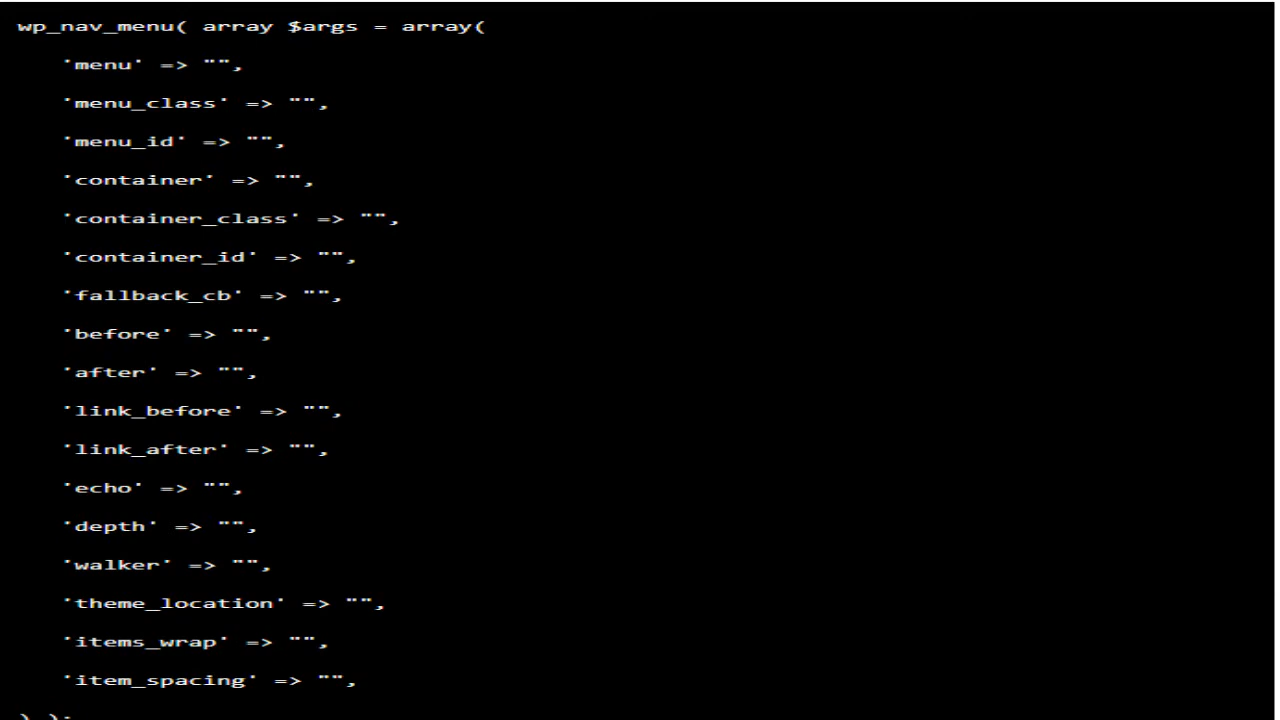 wp_nav_menu( array $args = array(
'menu' => "",
'menu_class' => "",
'menu_id' => "",
'container' => "",
'container_class' => "",
'container_id' => "",
'fallback_cb' => "",
'before' => "",
'after' => "",
'link_before' => "",
'link_after' => "",
'echo' => "",
'depth' => "",
'walker' => "",
'theme_location' => "",
'items_wrap' => "",
'item_spacing' => "",
) );